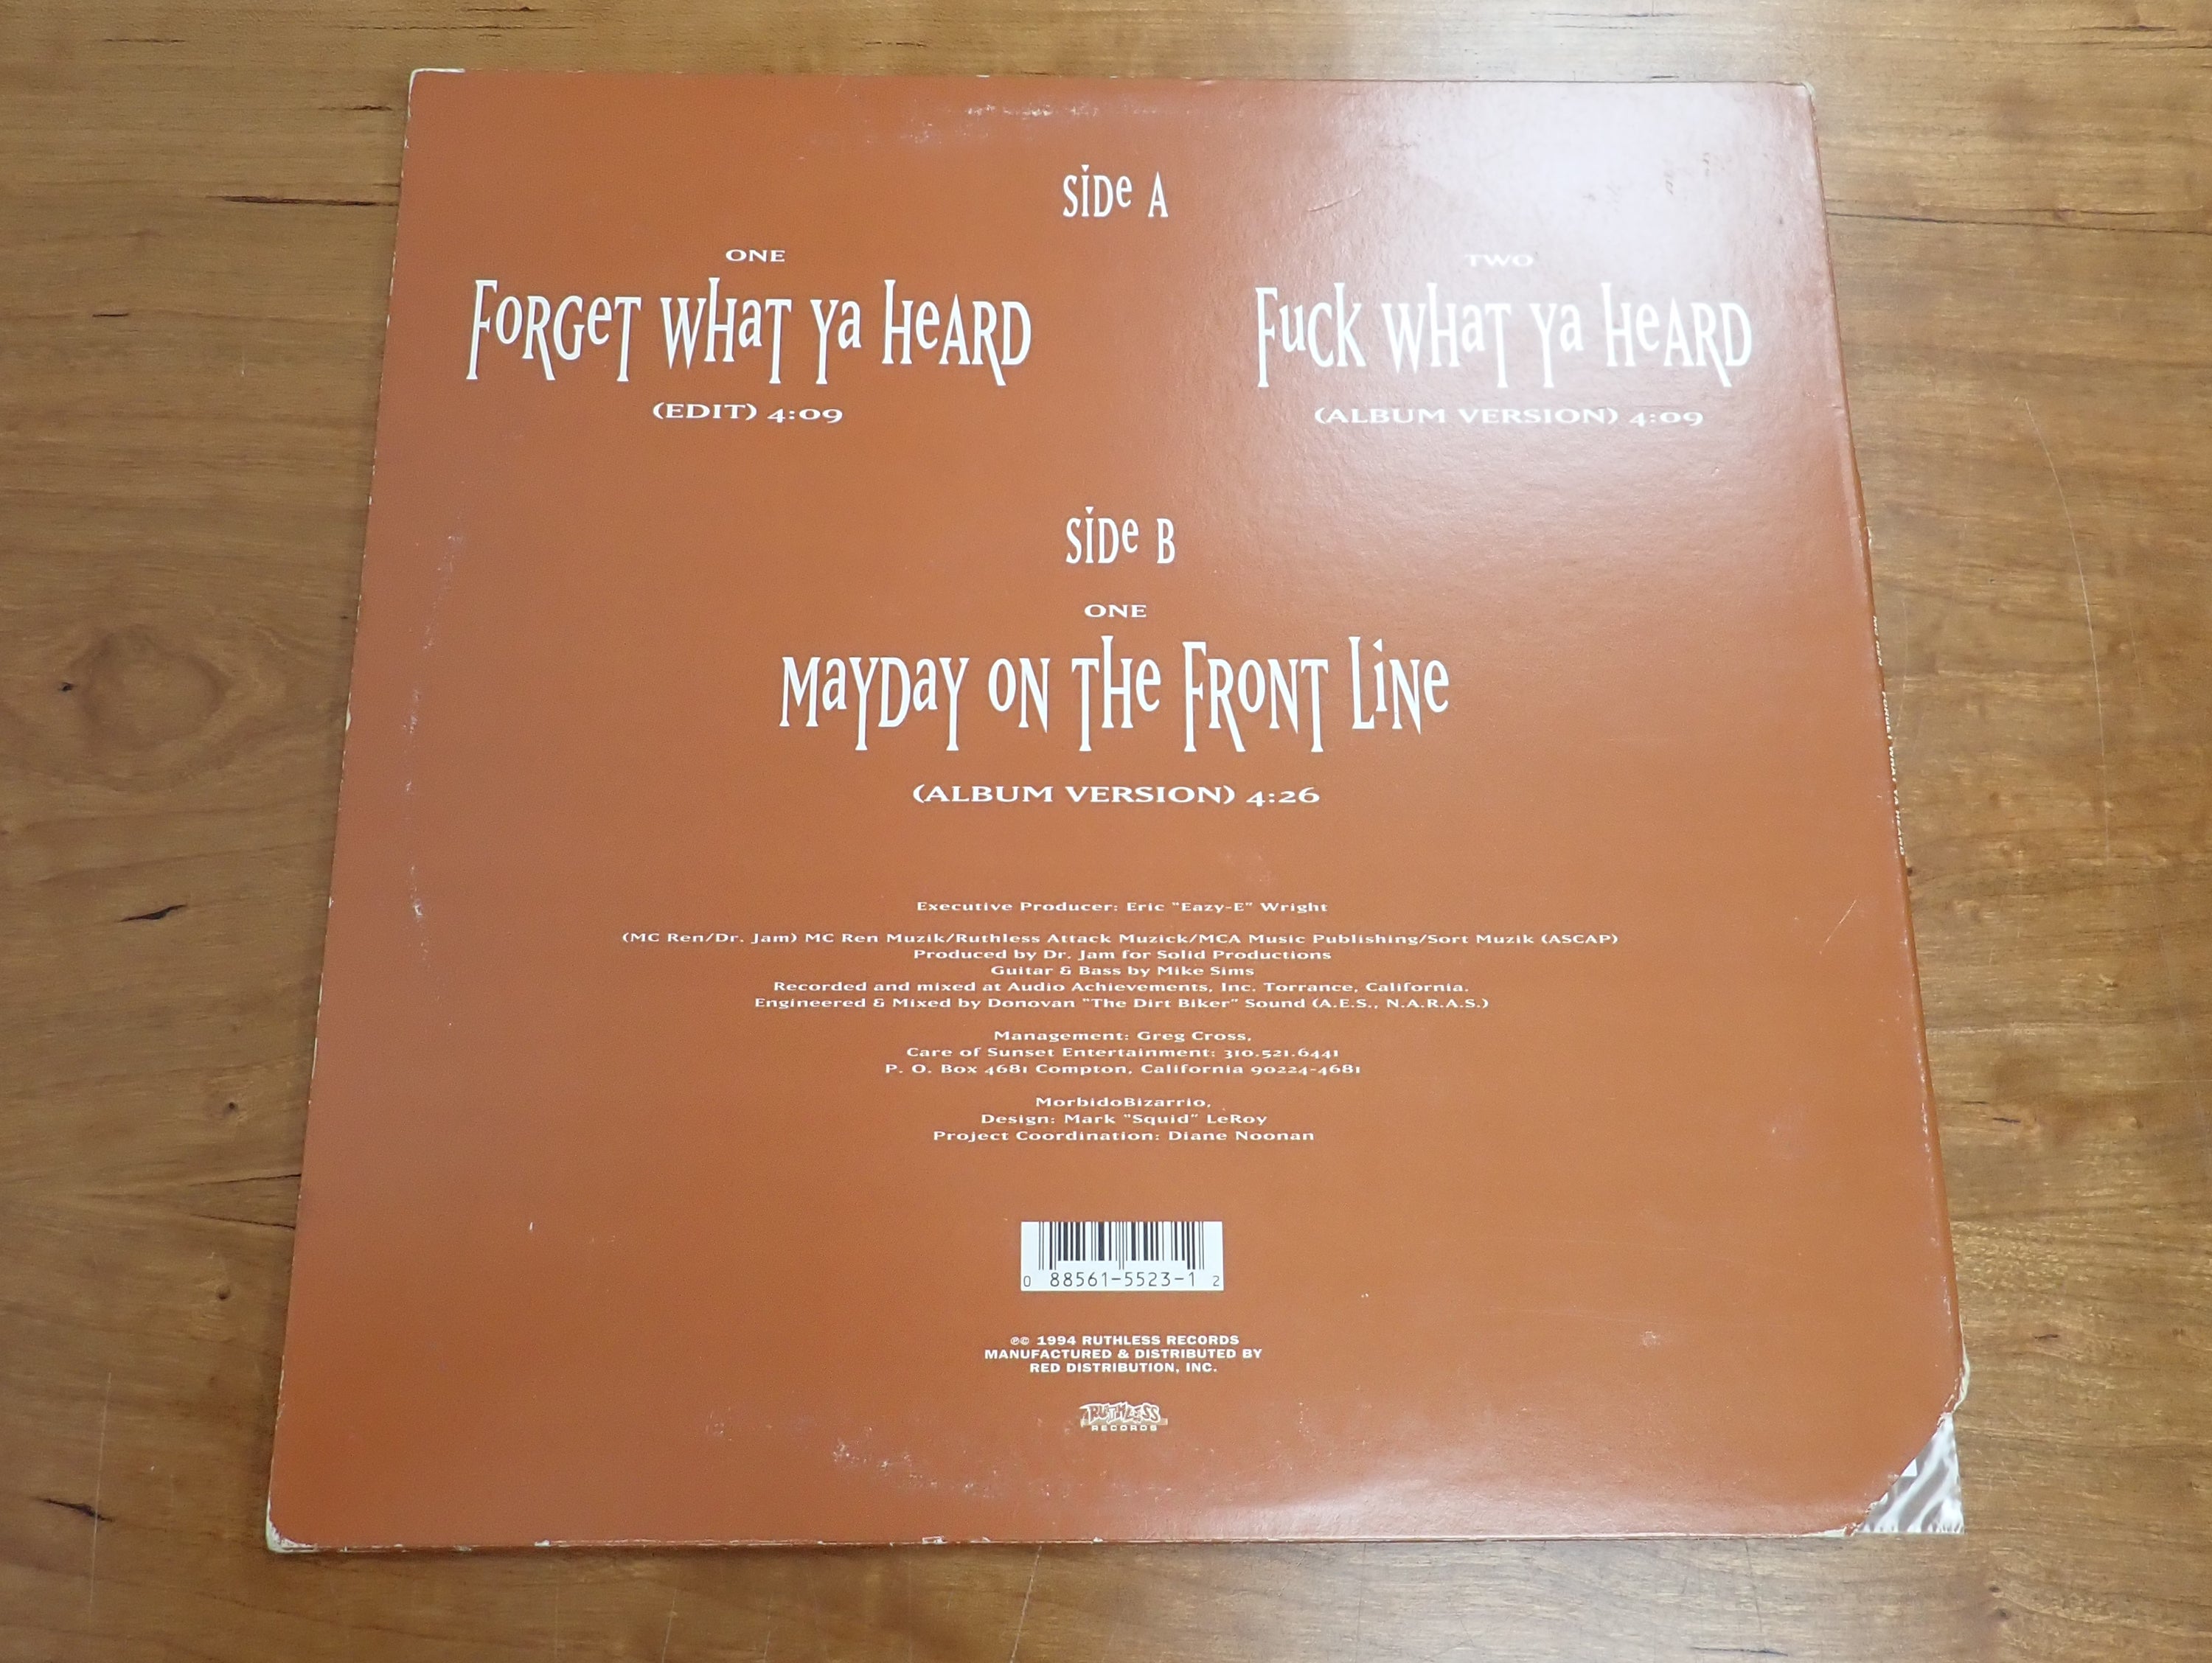 Side A
ONE
Forget What Ya Heard
(EDIT) 4:09
TWO
Fuck What Ya Heard
(ALBUM VERSION) 4:09
Side B
ONE
Mayday on the Front Line
(ALBUM VERSION) 4:26
Executive Producer: Eric "Eazy-E" Wright
(MC Ren/Dr. Jam) MC Ren Muzik/Ruthless Attack Muzick/MCA Music Publishing/Sort Muzik (ASCAP)
Produced by Dr. Jam for Solid Productions
Guitar & Bass by Mike Sims
Recorded and mixed at Audio Achievements, Inc. Torrance, California.
Engineered & Mixed by Donovan "The Dirt Biker" Sound (A.E.S., N.A.R.A.S.)
Management: Greg Cross,
Care of Sunset Entertainment: 310.521.6441
P. O. Box 4681 Compton, California 90224-4681
MorbidoBizarrio,
Design: Mark "Squid" LeRoy
Project Coordination: Diane Noonan
0 88561-5523-1 2
℗© 1994 RUTHLESS RECORDS
MANUFACTURED & DISTRIBUTED BY
RED DISTRIBUTION, INC.
RUTHLESS
RECORDS